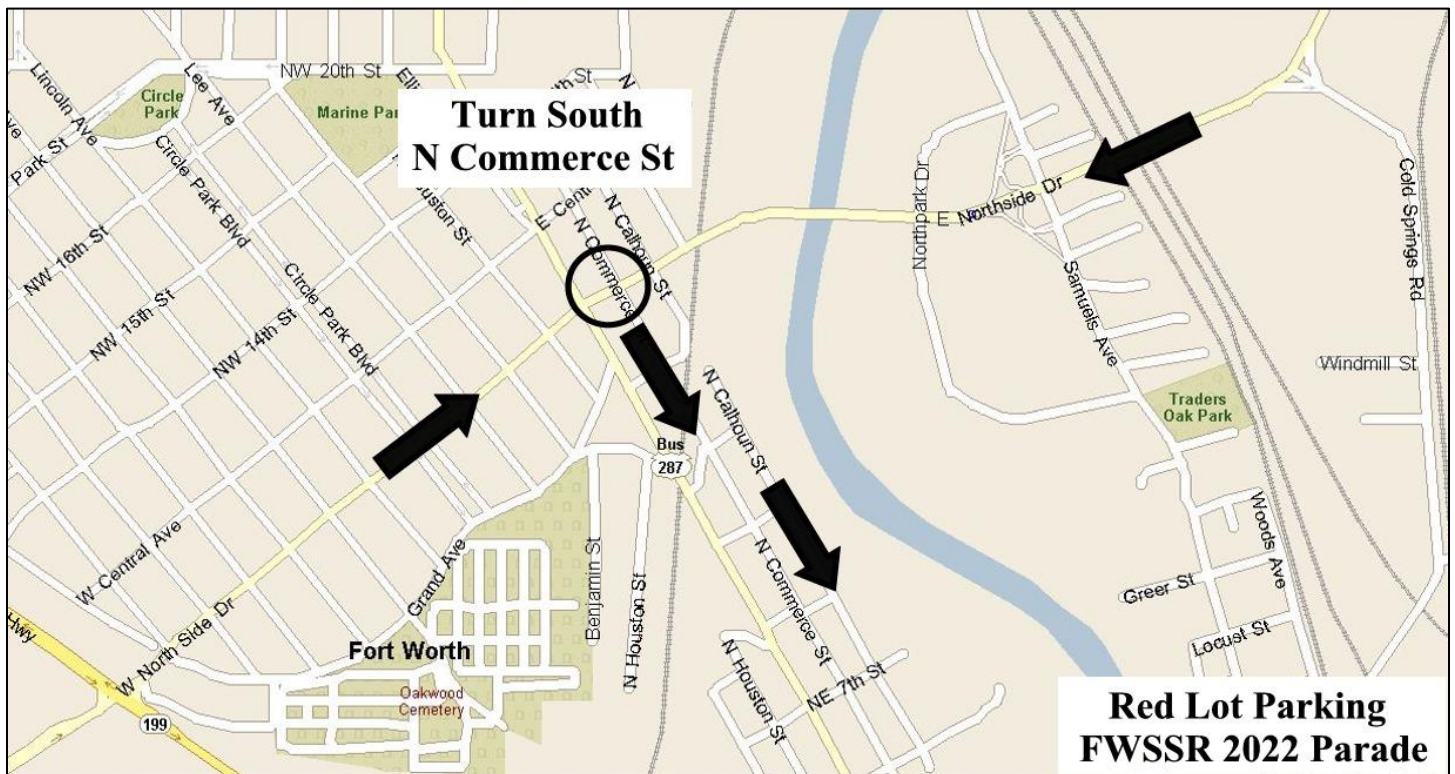 NW 20th St
Lincoln Ave
Lee Ave
Circle
Park
Marine
Park St
Turn South
N Commerce St
Circle Park Blvd
NW 16th St
NW 15th St
NW 14th St
Circle Park Blvd
Houston St
N Commerce
N Calhoun St
E Northside Dr
Northpark Dr
Samuels Ave
Cold Springs Rd
Windmill St
Traders
Oak Park
N Calhoun St
Bus
287
W Central Ave
Grand Ave
Benjamin St
N Houston St
N Commerce St
Woods Ave
Greer St
Locust St
Hwy
W North Side Dr
Fort Worth
Oakwood
Cemetery
199
N Houston St
NE 7th St
Red Lot Parking
FWSSR 2022 Parade